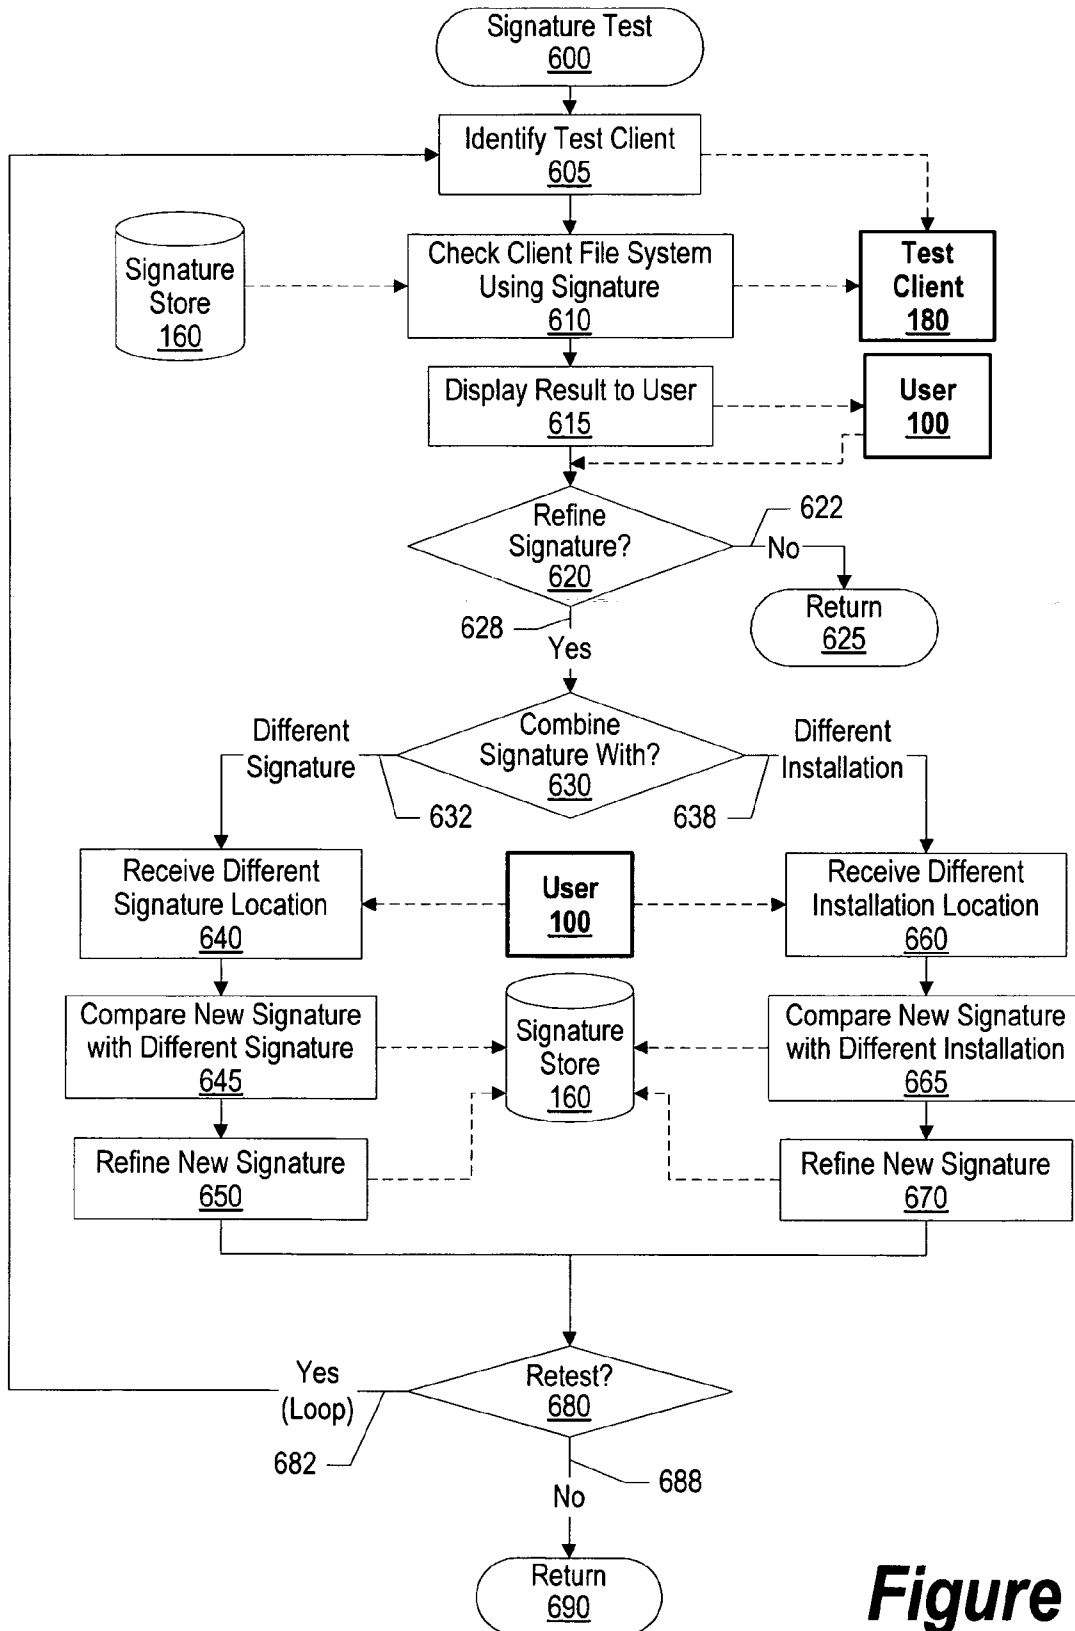 Signature Test
600
Identify Test Client
605
Signature
Store
160
Check Client File System
Using Signature
610
Test
Client
180
Display Result to User
615
User
100
Refine
Signature?
620
622
No
Return
625
628
Yes
Different
Signature
Combine
Signature With?
630
Different
Installation
632
638
Receive Different
Signature Location
640
User
100
Receive Different
Installation Location
660
Compare New Signature
with Different Signature
645
Signature
Store
160
Compare New Signature
with Different Installation
665
Refine New Signature
650
Refine New Signature
670
Yes
(Loop)
Retest?
680
682
688
No
Return
690
Figure